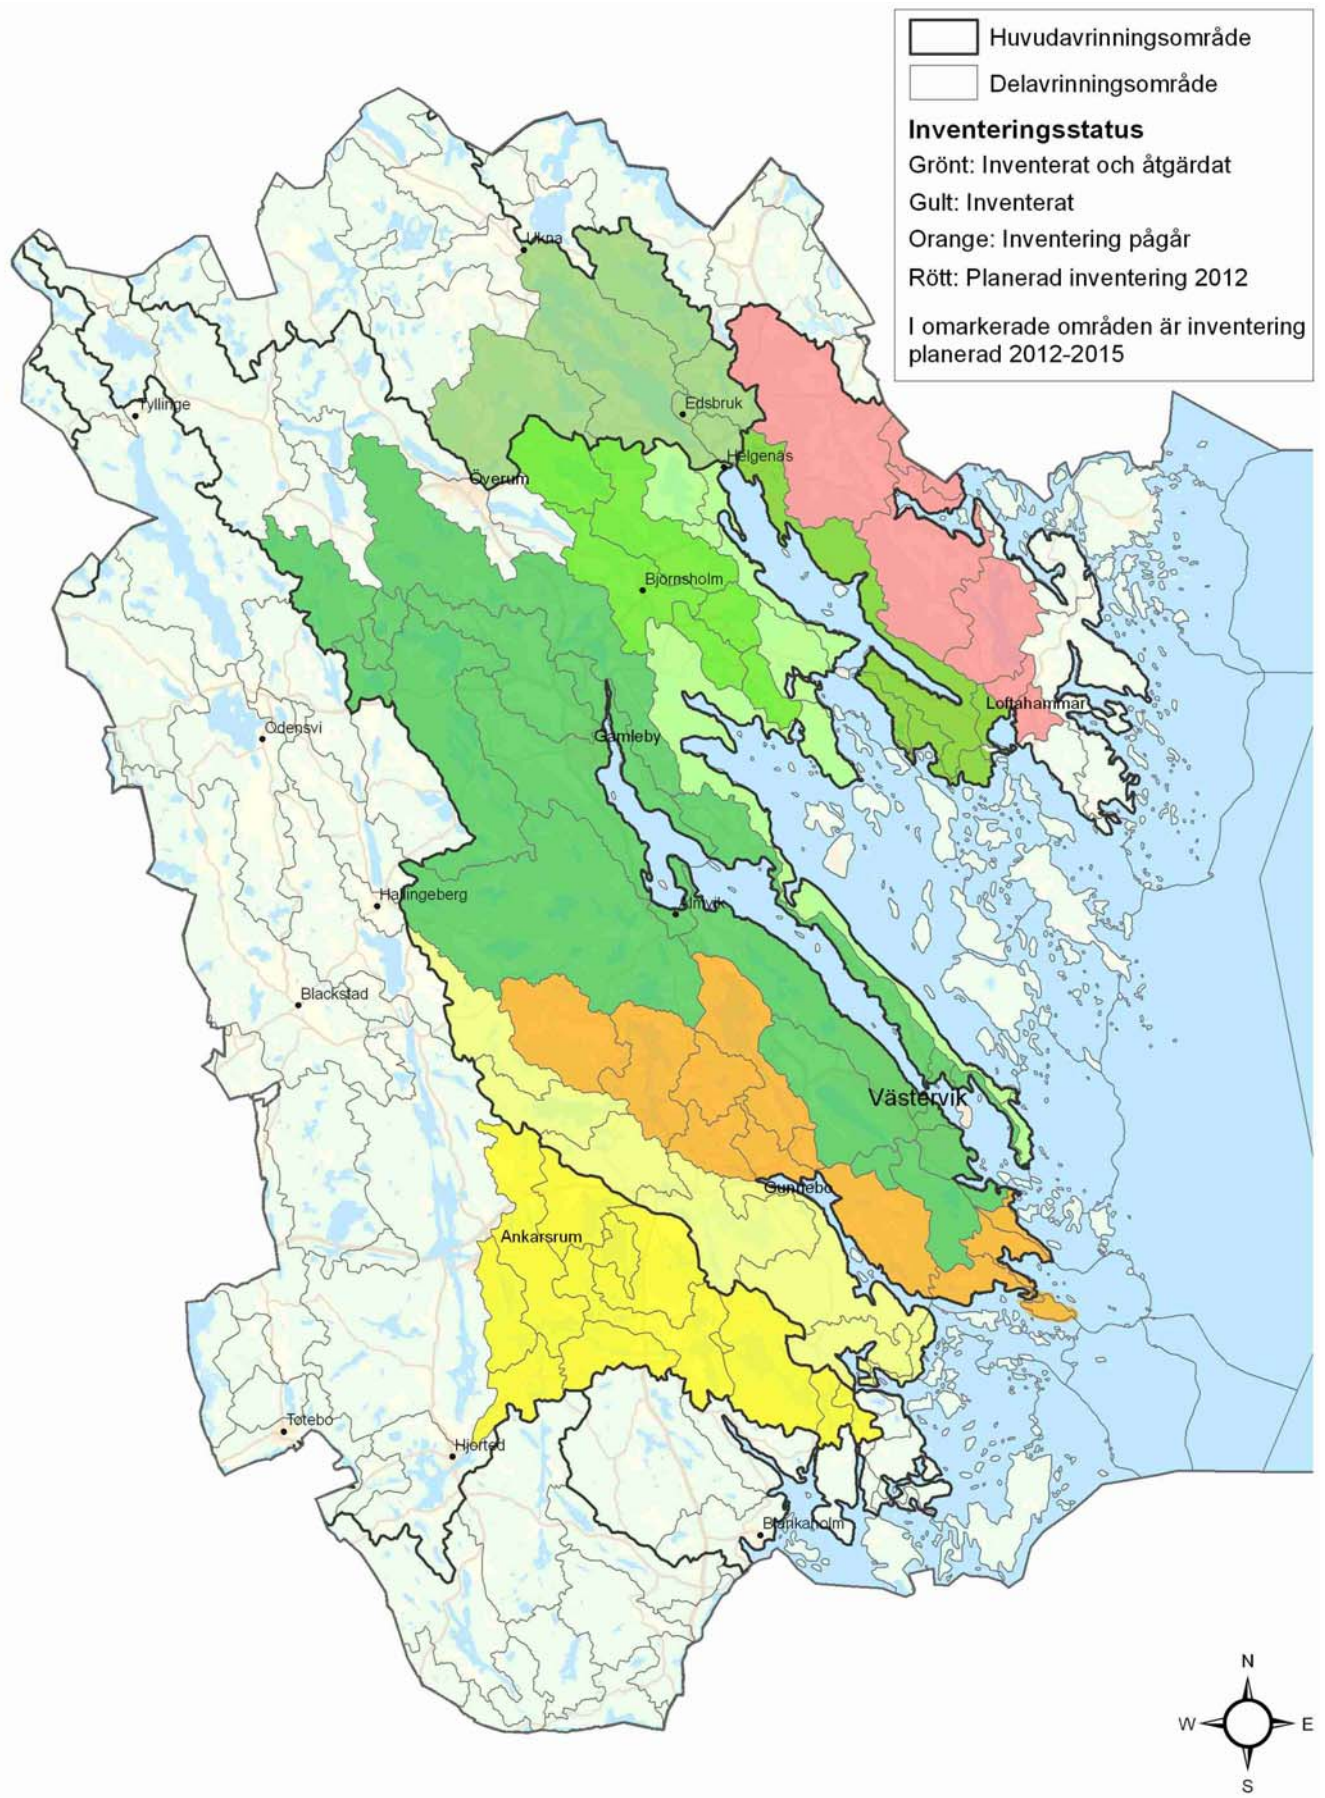 Huvudavrinningsområde
Delavrinningsområde
Inventeringsstatus
Grönt: Inventerat och åtgärdat
Gult: Inventerat
Orange: Inventering pågår
Rött: Planerad inventering 2012
I omarkerade områden är inventering
planerad 2012-2015
Ukna
Tyllinge
Edsbruk
Helgenäs
Överum
Björnsholm
Loftahammar
Odensvi
Gamleby
Hallingeberg
Almvik
Blackstad
Västervik
Gunnebo
Ankarsrum
Totebo
Hjorted
Blankaholm
N
W
E
S